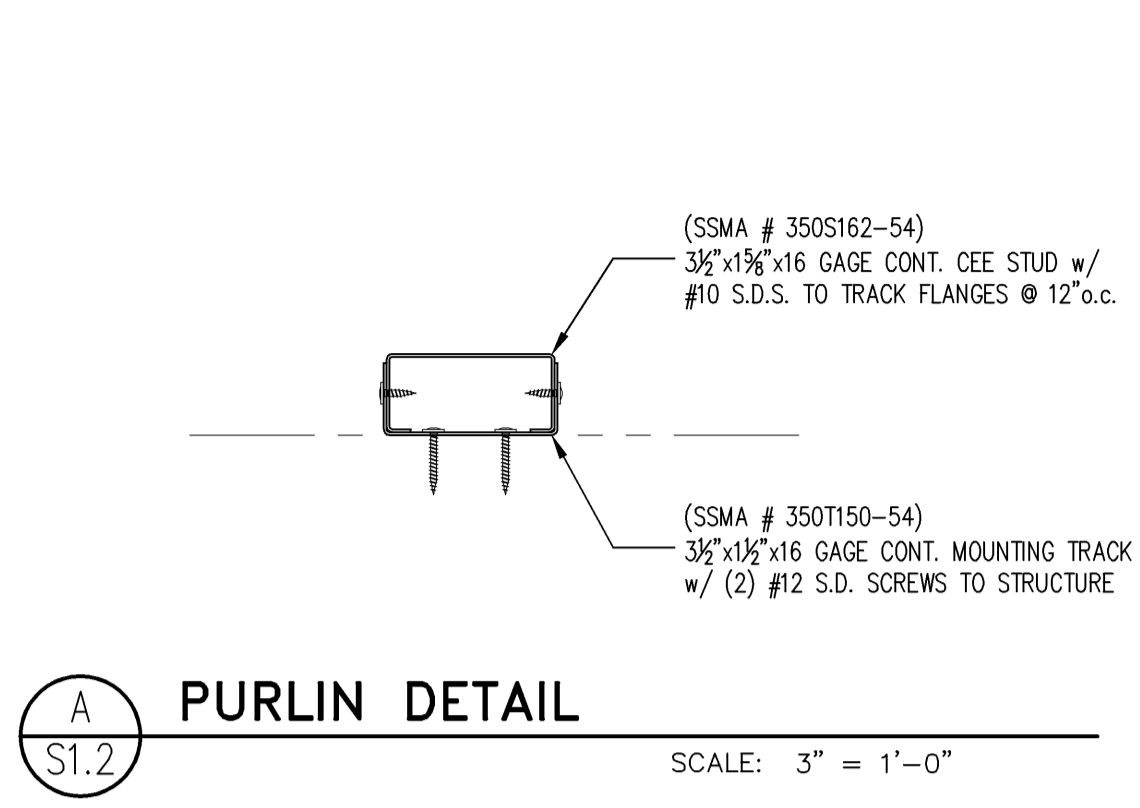 (SSMA # 350S162-54)
3½"x1⅝"x16 GAGE CONT. CEE STUD w/
#10 S.D.S. TO TRACK FLANGES @ 12"o.c.
(SSMA # 350T150-54)
3½"x1½"x16 GAGE CONT. MOUNTING TRACK
w/ (2) #12 S.D. SCREWS TO STRUCTURE
A
S1.2
PURLIN DETAIL
SCALE: 3" = 1'-0"